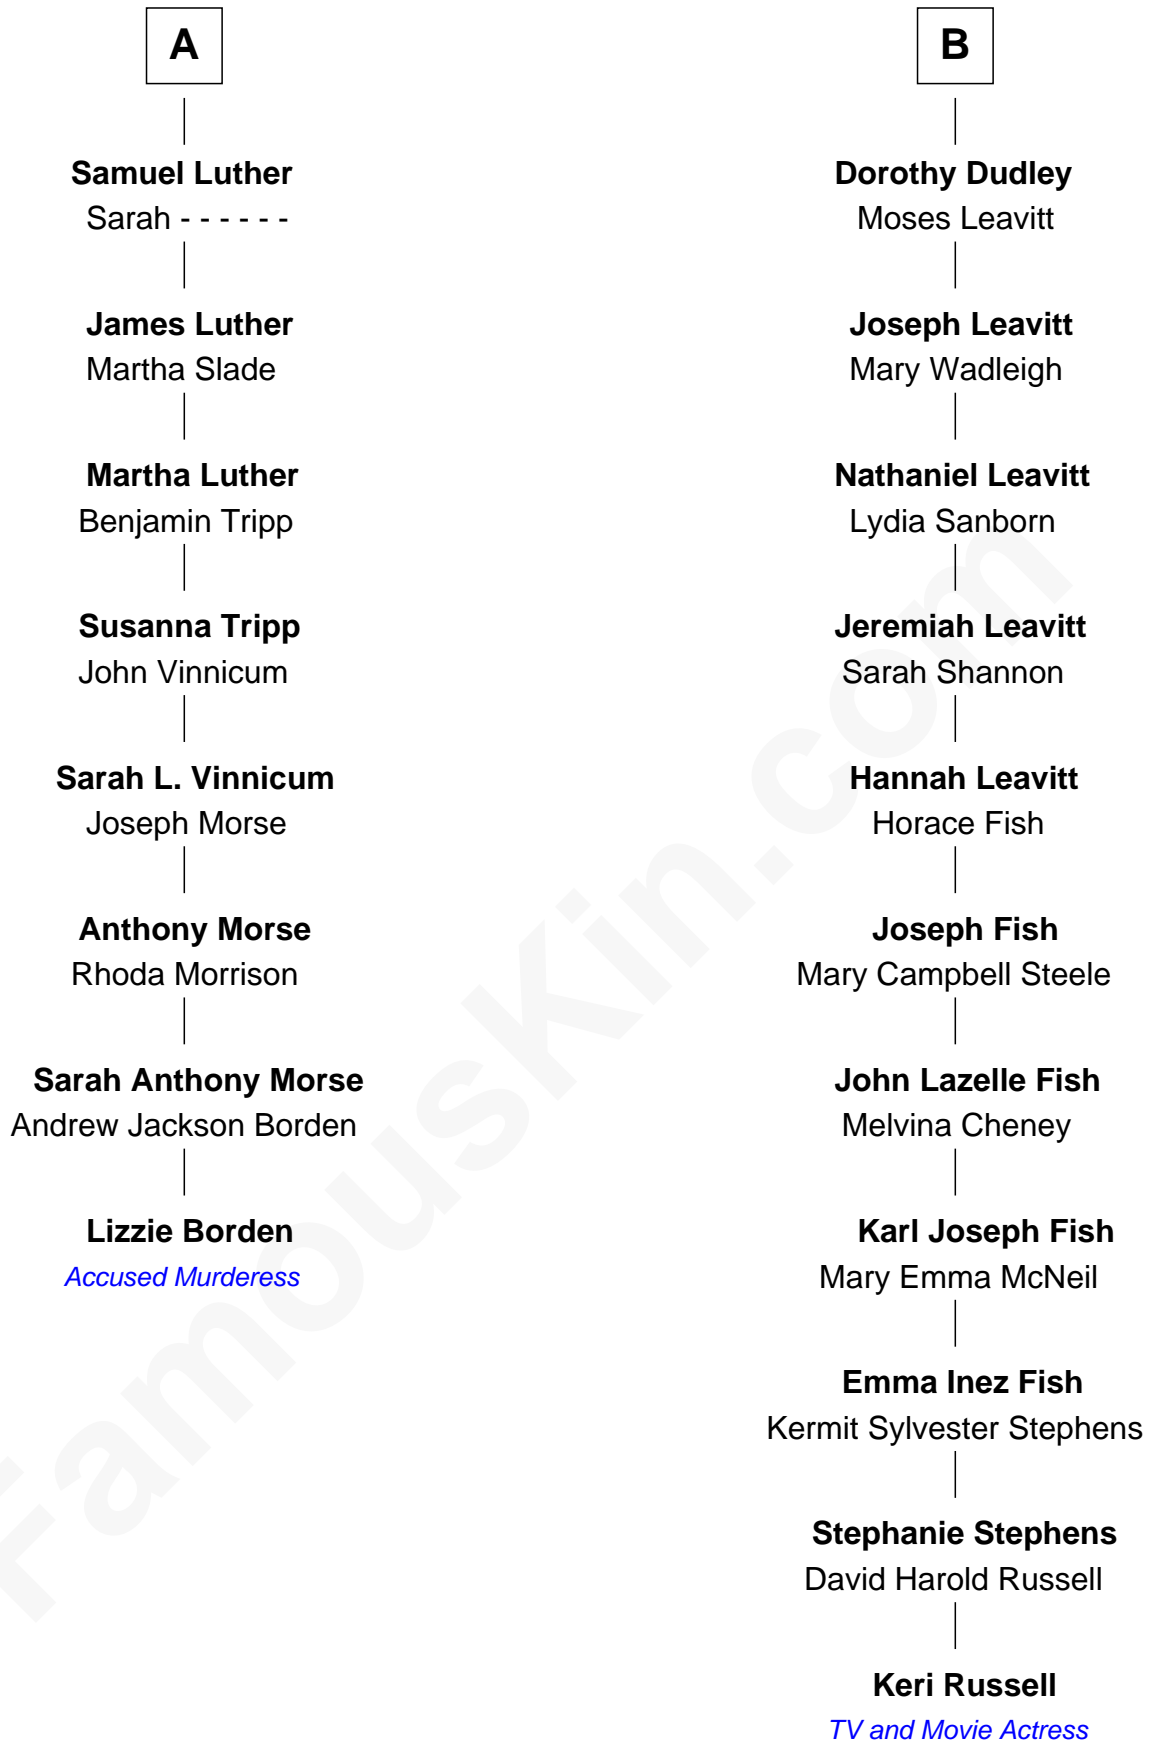 A
Samuel Luther
Sarah - - - - - -
James Luther
Martha Slade
Martha Luther
Benjamin Tripp
Susanna Tripp
John Vinnicum
Sarah L. Vinnicum
Joseph Morse
Anthony Morse
Rhoda Morrison
Sarah Anthony Morse
Andrew Jackson Borden
Lizzie Borden
Accused Murderess
B
Dorothy Dudley
Moses Leavitt
Joseph Leavitt
Mary Wadleigh
Nathaniel Leavitt
Lydia Sanborn
Jeremiah Leavitt
Sarah Shannon
Hannah Leavitt
Horace Fish
Joseph Fish
Mary Campbell Steele
John Lazelle Fish
Melvina Cheney
Karl Joseph Fish
Mary Emma McNeil
Emma Inez Fish
Kermit Sylvester Stephens
Stephanie Stephens
David Harold Russell
Keri Russell
TV and Movie Actress
FamousKin.com